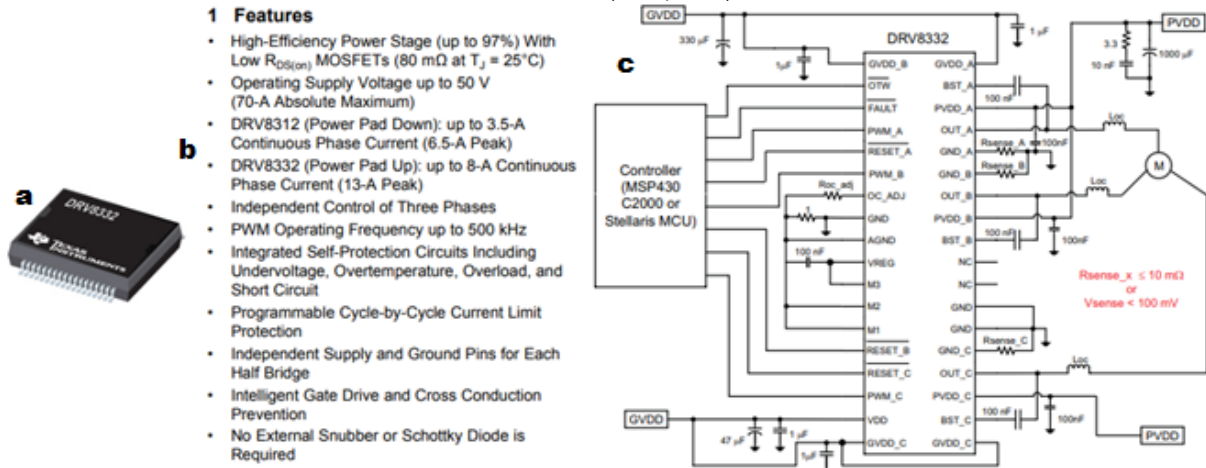 a
DRV8332
TEXAS
INSTRUMENTS
b
1 Features
• High-Efficiency Power Stage (up to 97%) With
Low RDS(on) MOSFETs (80 mΩ at TJ = 25°C)
• Operating Supply Voltage up to 50 V
(70-A Absolute Maximum)
• DRV8312 (Power Pad Down): up to 3.5-A
Continuous Phase Current (6.5-A Peak)
• DRV8332 (Power Pad Up): up to 8-A Continuous
Phase Current (13-A Peak)
• Independent Control of Three Phases
• PWM Operating Frequency up to 500 kHz
• Integrated Self-Protection Circuits Including
Undervoltage, Overtemperature, Overload, and
Short Circuit
• Programmable Cycle-by-Cycle Current Limit
Protection
• Independent Supply and Ground Pins for Each
Half Bridge
• Intelligent Gate Drive and Cross Conduction
Prevention
• No External Snubber or Schottky Diode is
Required
c
GVDD
330 µF
1µF
1 µF
PVDD
3.3
10 nF
1000 µF
DRV8332
Controller
(MSP430
C2000 or
Stellaris MCU)
GVDD_B
OTW
FAULT
PWM_A
RESET_A
PWM_B
OC_ADJ
GND
AGND
VREG
M3
M2
M1
RESET_B
RESET_C
PWM_C
VDD
GVDD_C
GVDD_A
BST_A
PVDD_A
OUT_A
GND_A
GND_B
OUT_B
PVDD_B
BST_B
NC
NC
GND
GND
GND_C
OUT_C
PVDD_C
BST_C
GVDD_C
Roc_adj
1
100 nF
100 nF
100nF
Loc
Rsense_A
Rsense_B
M
Loc
100 nF
100nF
Rsense_x ≤ 10 mΩ
or
Vsense < 100 mV
Rsense_C
Loc
100 nF
100nF
PVDD
GVDD
47 µF
1 µF
1µF